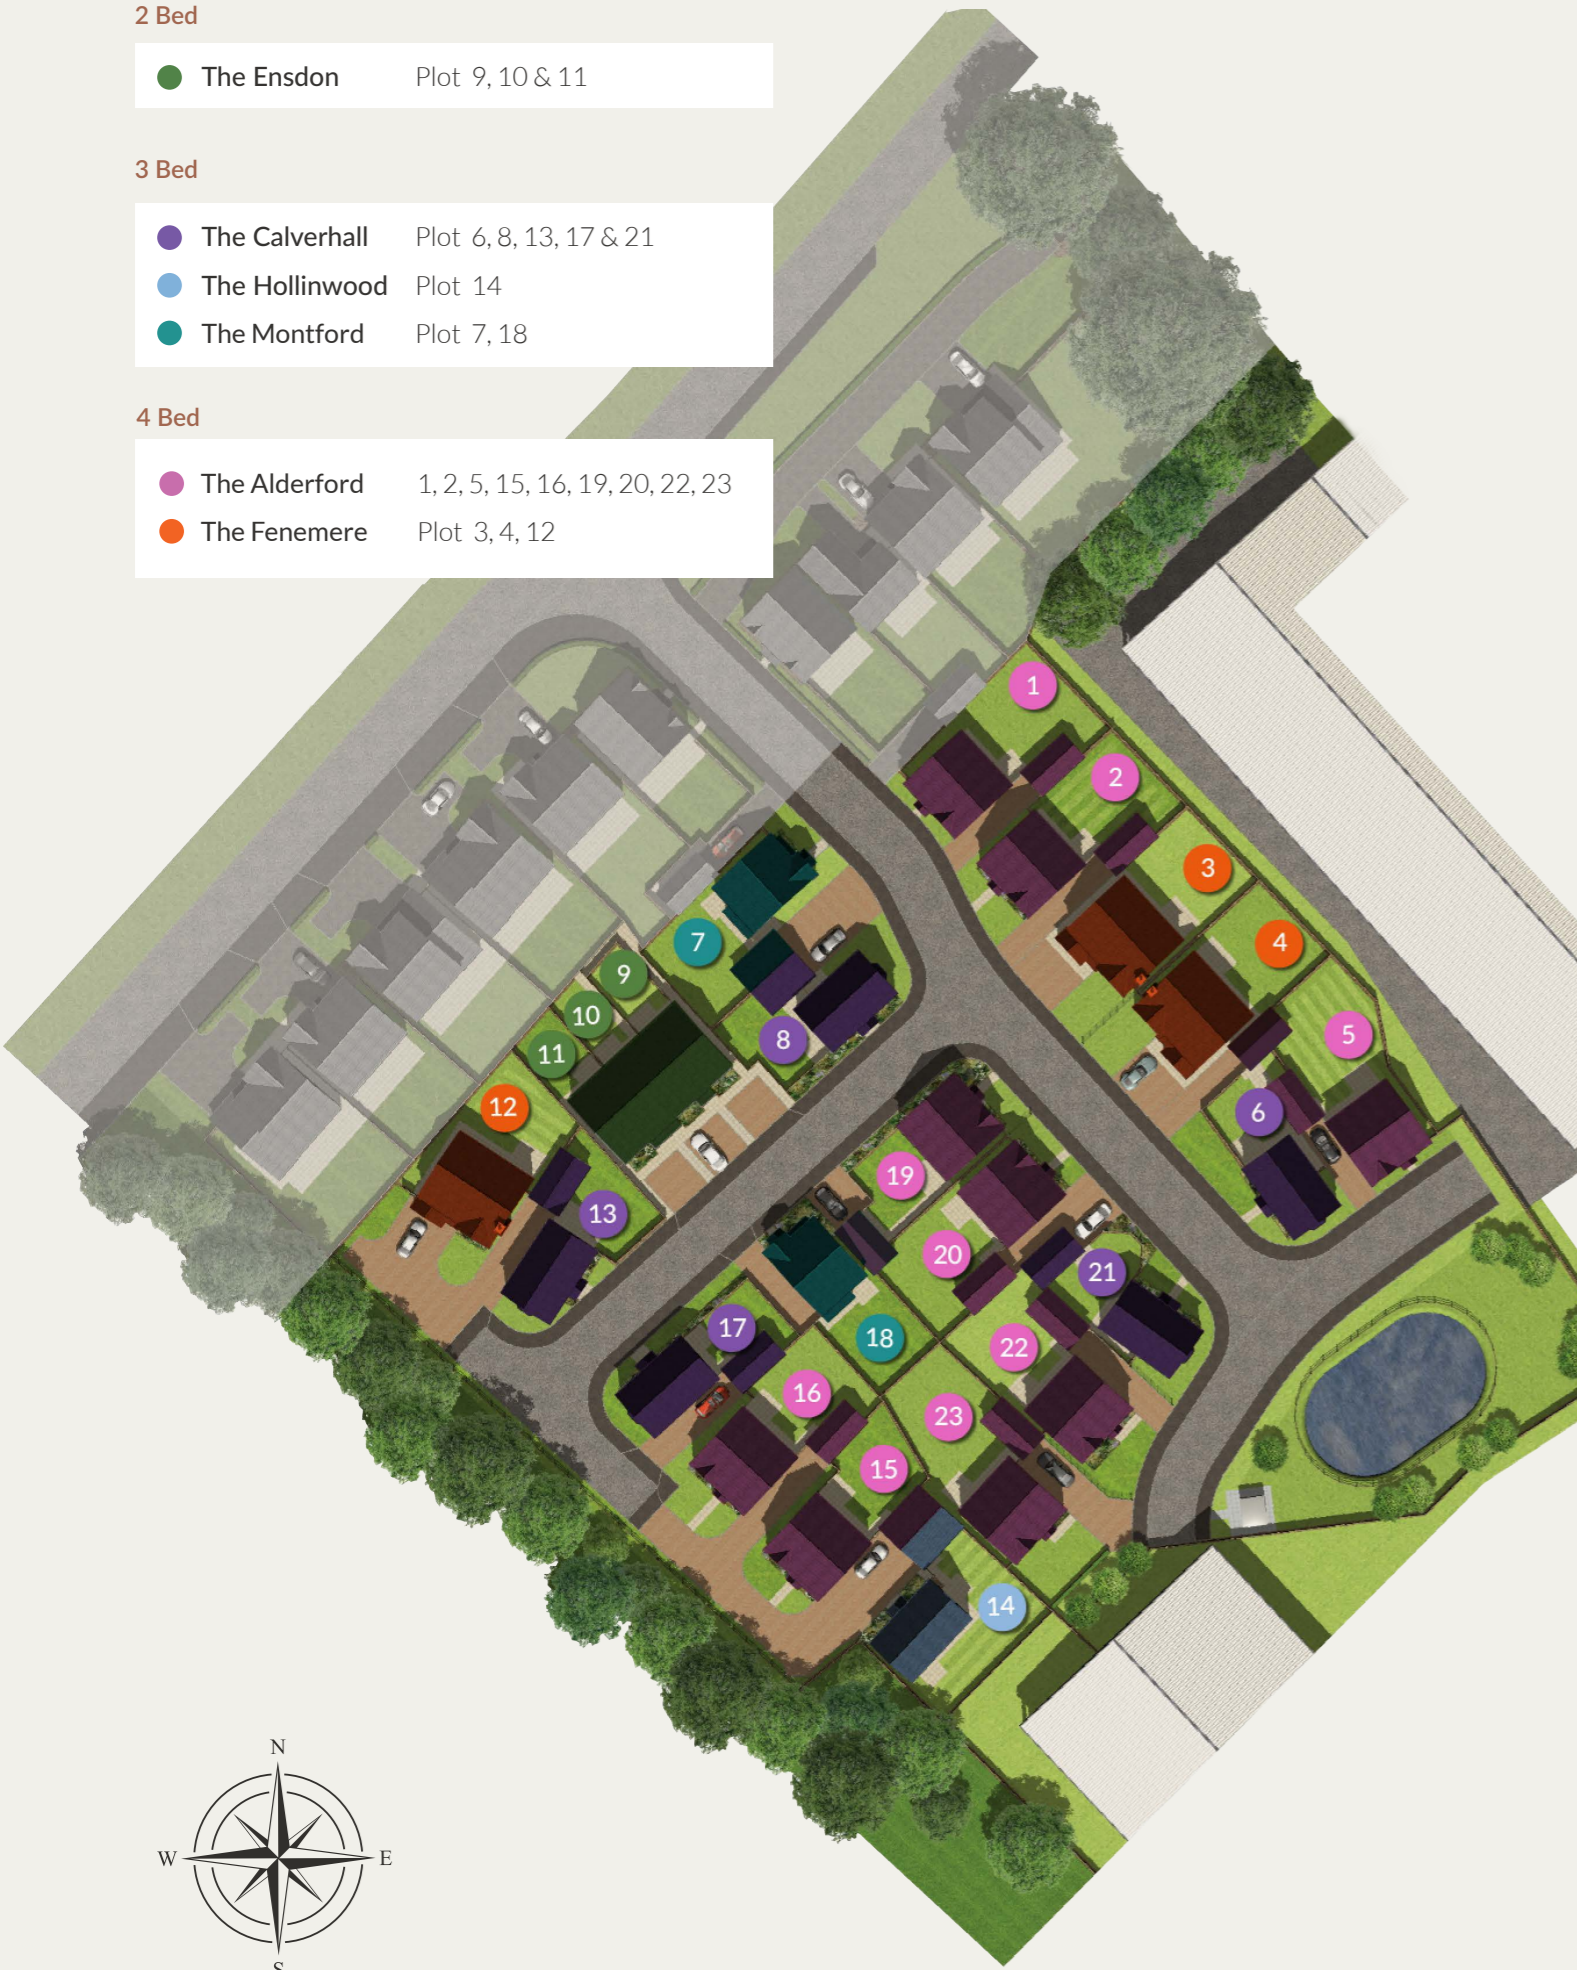 2 Bed
The Ensdon Plot 9, 10 & 11
3 Bed
The Calverhall Plot 6, 8, 13, 17 & 21
The Hollinwood Plot 14
The Montford Plot 7, 18
4 Bed
The Alderford 1, 2, 5, 15, 16, 19, 20, 22, 23
The Fenemere Plot 3, 4, 12
1
2
3
4
7
9
10
5
8
11
12
6
19
13
20
21
17
18
22
16
23
15
14
N
W E
S